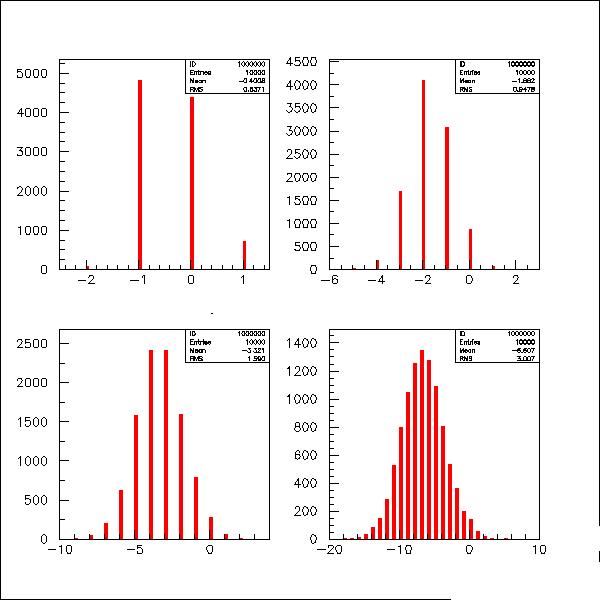 ID 1000000
Entries 10000
Mean -0.4008
RMS 0.6371
5000
4000
3000
2000
1000
0
-2 -1 0 1
ID 1000000
Entries 10000
Mean -1.662
RMS 0.9478
4500
4000
3500
3000
2500
2000
1500
1000
500
0
-6 -4 -2 0 2
ID 1000000
Entries 10000
Mean -3.321
RMS 1.590
2500
2000
1500
1000
500
0
-10 -5 0
ID 1000000
Entries 10000
Mean -6.607
RMS 3.007
1400
1200
1000
800
600
400
200
0
-20 -10 0 10